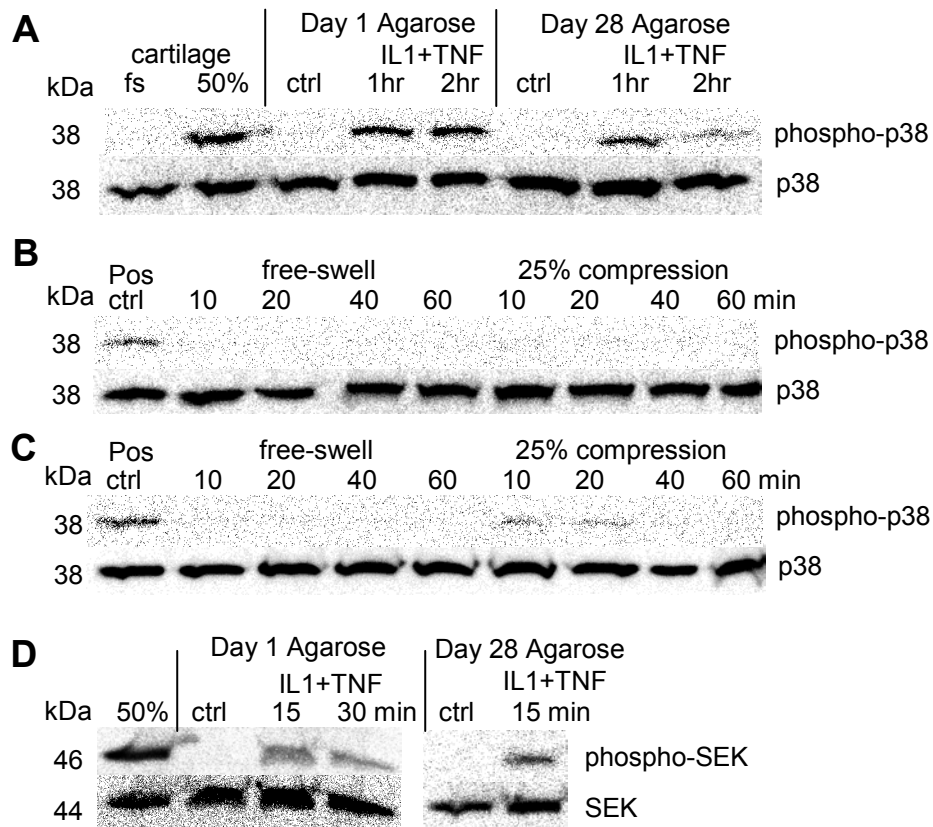 A
Day 1 Agarose Day 28 Agarose
cartilage IL1+TNF IL1+TNF
kDa fs 50% ctrl 1hr 2hr ctrl 1hr 2hr
38 phospho-p38
38 p38
B
Pos free-swell 25% compression
kDa ctrl 10 20 40 60 10 20 40 60 min
38 phospho-p38
38 p38
C
Pos free-swell 25% compression
kDa ctrl 10 20 40 60 10 20 40 60 min
38 phospho-p38
38 p38
D
Day 1 Agarose Day 28 Agarose
IL1+TNF IL1+TNF
kDa 50% ctrl 15 30 min ctrl 15 min
46 phospho-SEK
44 SEK